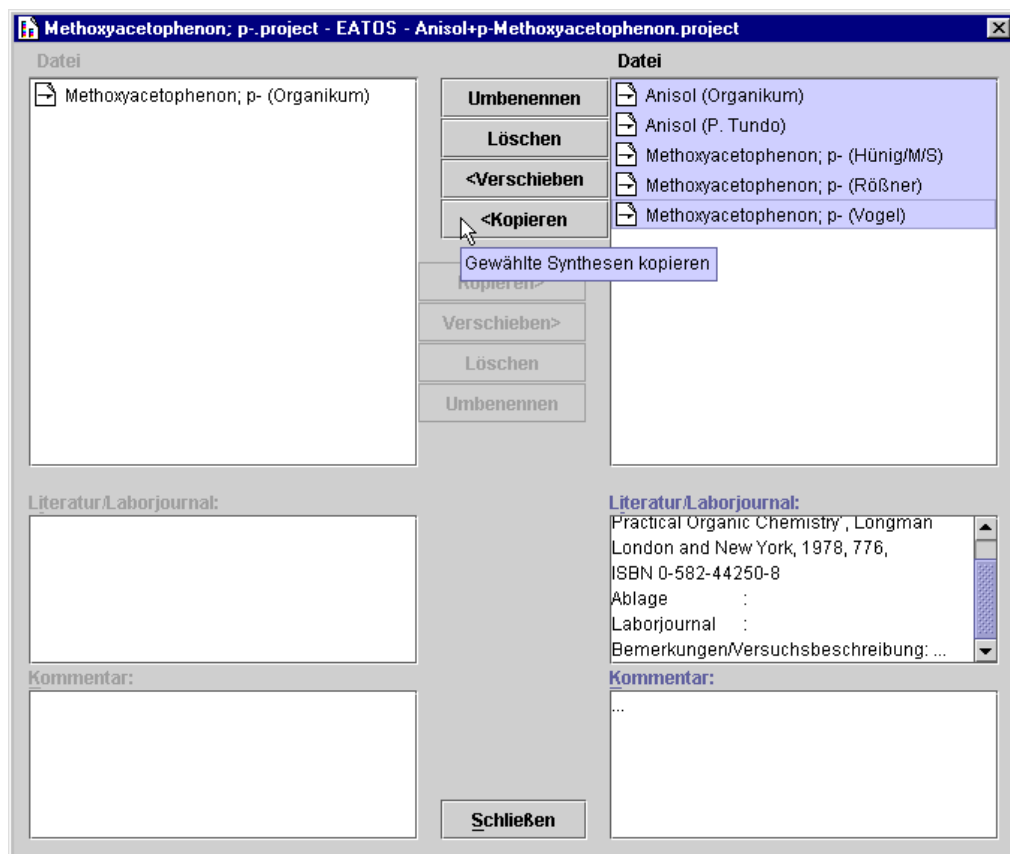 Methoxyacetophenon; p-.project - EATOS - Anisol+p-Methoxyacetophenon.project
Datei
Methoxyacetophenon; p- (Organikum)
Umbenennen
Löschen
<Verschieben
<Kopieren
Gewählte Synthesen kopieren
Kopieren>
Verschieben>
Löschen
Umbenennen
Datei
Anisol (Organikum)
Anisol (P. Tundo)
Methoxyacetophenon; p- (Hünig/M/S)
Methoxyacetophenon; p- (Rößner)
Methoxyacetophenon; p- (Vogel)
Literatur/Laborjournal:
Kommentar:
Literatur/Laborjournal:
Practical Organic Chemistry', Longman
London and New York, 1978, 776,
ISBN 0-582-44250-8
Ablage :
Laborjournal :
Bemerkungen/Versuchsbeschreibung: ...
Kommentar:
...
Schließen